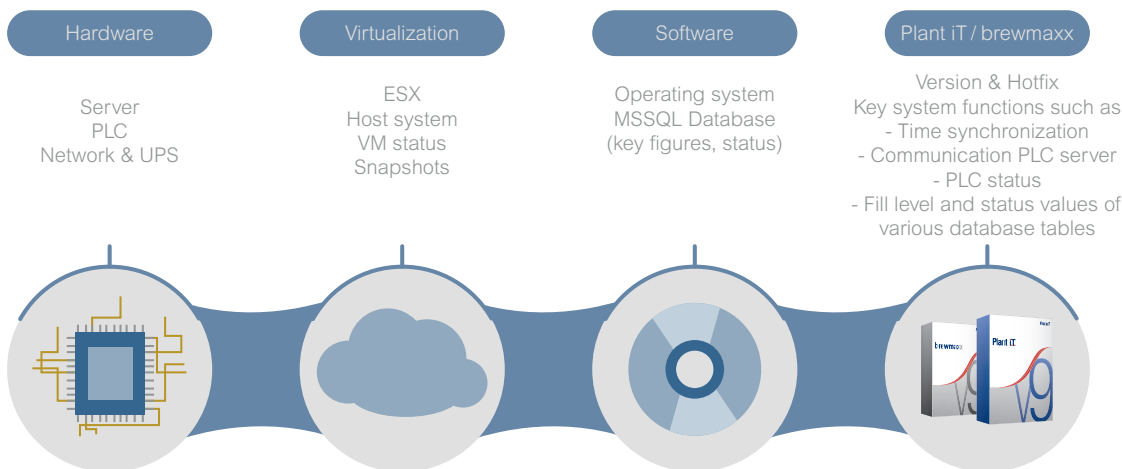 Hardware
Server
PLC
Network & UPS
Virtualization
ESX
Host system
VM status
Snapshots
Software
Operating system
MSSQL Database
(key figures, status)
Plant iT / brewmaxx
Version & Hotfix
Key system functions such as
- Time synchronization
- Communication PLC server
- PLC status
- Fill level and status values of
various database tables
brewmaxx
v9
Plant iT
v9